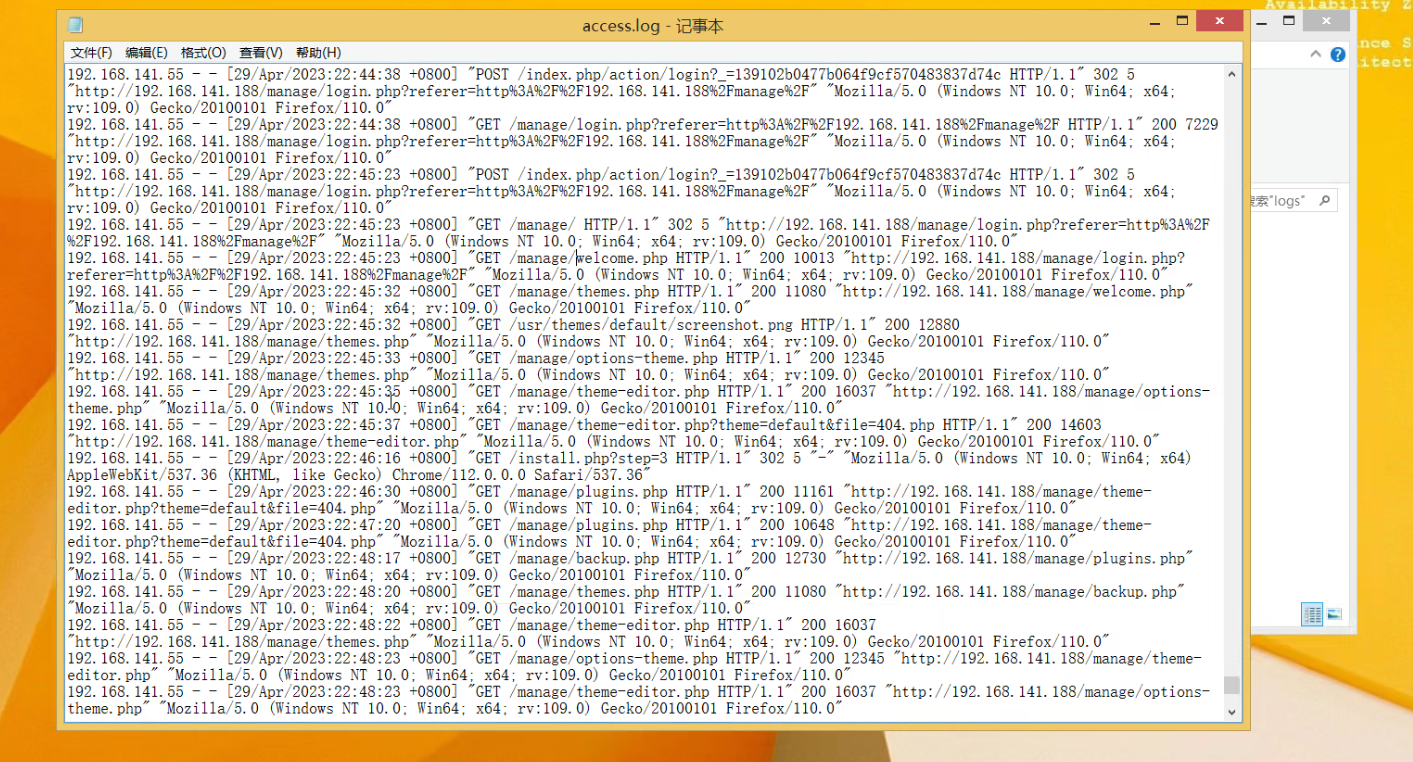 Availability Z
access.log - 记事本
nce S
itect
文件(F) 编辑(E) 格式(O) 查看(V) 帮助(H)
192.168.141.55 - - [29/Apr/2023:22:44:38 +0800] "POST /index.php/action/login?_=139102b0477b064f9cf570483837d74c HTTP/1.1" 302 5
"http://192.168.141.188/manage/login.php?referer=http%3A%2F%2F192.168.141.188%2Fmanage%2F" "Mozilla/5.0 (Windows NT 10.0; Win64; x64;
rv:109.0) Gecko/20100101 Firefox/110.0"
192.168.141.55 - - [29/Apr/2023:22:44:38 +0800] "GET /manage/login.php?referer=http%3A%2F%2F192.168.141.188%2Fmanage%2F HTTP/1.1" 200 7229
"http://192.168.141.188/manage/login.php?referer=http%3A%2F%2F192.168.141.188%2Fmanage%2F" "Mozilla/5.0 (Windows NT 10.0; Win64; x64;
rv:109.0) Gecko/20100101 Firefox/110.0"
192.168.141.55 - - [29/Apr/2023:22:45:23 +0800] "POST /index.php/action/login?_=139102b0477b064f9cf570483837d74c HTTP/1.1" 302 5
"http://192.168.141.188/manage/login.php?referer=http%3A%2F%2F192.168.141.188%2Fmanage%2F" "Mozilla/5.0 (Windows NT 10.0; Win64; x64;
rv:109.0) Gecko/20100101 Firefox/110.0"
搜索"logs"
192.168.141.55 - - [29/Apr/2023:22:45:23 +0800] "GET /manage/ HTTP/1.1" 302 5 "http://192.168.141.188/manage/login.php?referer=http%3A%2F
%2F192.168.141.188%2Fmanage%2F" "Mozilla/5.0 (Windows NT 10.0; Win64; x64; rv:109.0) Gecko/20100101 Firefox/110.0"
192.168.141.55 - - [29/Apr/2023:22:45:23 +0800] "GET /manage/welcome.php HTTP/1.1" 200 10013 "http://192.168.141.188/manage/login.php?
referer=http%3A%2F%2F192.168.141.188%2Fmanage%2F" "Mozilla/5.0 (Windows NT 10.0; Win64; x64; rv:109.0) Gecko/20100101 Firefox/110.0"
192.168.141.55 - - [29/Apr/2023:22:45:32 +0800] "GET /manage/themes.php HTTP/1.1" 200 11080 "http://192.168.141.188/manage/welcome.php"
"Mozilla/5.0 (Windows NT 10.0; Win64; x64; rv:109.0) Gecko/20100101 Firefox/110.0"
192.168.141.55 - - [29/Apr/2023:22:45:32 +0800] "GET /usr/themes/default/screenshot.png HTTP/1.1" 200 12880
"http://192.168.141.188/manage/themes.php" "Mozilla/5.0 (Windows NT 10.0; Win64; x64; rv:109.0) Gecko/20100101 Firefox/110.0"
192.168.141.55 - - [29/Apr/2023:22:45:33 +0800] "GET /manage/options-theme.php HTTP/1.1" 200 12345
"http://192.168.141.188/manage/themes.php" "Mozilla/5.0 (Windows NT 10.0; Win64; x64; rv:109.0) Gecko/20100101 Firefox/110.0"
192.168.141.55 - - [29/Apr/2023:22:45:35 +0800] "GET /manage/theme-editor.php HTTP/1.1" 200 16037 "http://192.168.141.188/manage/options-
theme.php" "Mozilla/5.0 (Windows NT 10.0; Win64; x64; rv:109.0) Gecko/20100101 Firefox/110.0"
192.168.141.55 - - [29/Apr/2023:22:45:37 +0800] "GET /manage/theme-editor.php?theme=default&file=404.php HTTP/1.1" 200 14603
"http://192.168.141.188/manage/theme-editor.php" "Mozilla/5.0 (Windows NT 10.0; Win64; x64; rv:109.0) Gecko/20100101 Firefox/110.0"
192.168.141.55 - - [29/Apr/2023:22:46:16 +0800] "GET /install.php?step=3 HTTP/1.1" 302 5 "-" "Mozilla/5.0 (Windows NT 10.0; Win64; x64)
AppleWebKit/537.36 (KHTML, like Gecko) Chrome/112.0.0.0 Safari/537.36"
192.168.141.55 - - [29/Apr/2023:22:46:30 +0800] "GET /manage/plugins.php HTTP/1.1" 200 11161 "http://192.168.141.188/manage/theme-
editor.php?theme=default&file=404.php" "Mozilla/5.0 (Windows NT 10.0; Win64; x64; rv:109.0) Gecko/20100101 Firefox/110.0"
192.168.141.55 - - [29/Apr/2023:22:47:20 +0800] "GET /manage/plugins.php HTTP/1.1" 200 10648 "http://192.168.141.188/manage/theme-
editor.php?theme=default&file=404.php" "Mozilla/5.0 (Windows NT 10.0; Win64; x64; rv:109.0) Gecko/20100101 Firefox/110.0"
192.168.141.55 - - [29/Apr/2023:22:48:17 +0800] "GET /manage/backup.php HTTP/1.1" 200 12730 "http://192.168.141.188/manage/plugins.php"
"Mozilla/5.0 (Windows NT 10.0; Win64; x64; rv:109.0) Gecko/20100101 Firefox/110.0"
192.168.141.55 - - [29/Apr/2023:22:48:20 +0800] "GET /manage/themes.php HTTP/1.1" 200 11080 "http://192.168.141.188/manage/backup.php"
"Mozilla/5.0 (Windows NT 10.0; Win64; x64; rv:109.0) Gecko/20100101 Firefox/110.0"
192.168.141.55 - - [29/Apr/2023:22:48:22 +0800] "GET /manage/theme-editor.php HTTP/1.1" 200 16037
"http://192.168.141.188/manage/themes.php" "Mozilla/5.0 (Windows NT 10.0; Win64; x64; rv:109.0) Gecko/20100101 Firefox/110.0"
192.168.141.55 - - [29/Apr/2023:22:48:23 +0800] "GET /manage/options-theme.php HTTP/1.1" 200 12345 "http://192.168.141.188/manage/theme-
editor.php" "Mozilla/5.0 (Windows NT 10.0; Win64; x64; rv:109.0) Gecko/20100101 Firefox/110.0"
192.168.141.55 - - [29/Apr/2023:22:48:23 +0800] "GET /manage/theme-editor.php HTTP/1.1" 200 16037 "http://192.168.141.188/manage/options-
theme.php" "Mozilla/5.0 (Windows NT 10.0; Win64; x64; rv:109.0) Gecko/20100101 Firefox/110.0"